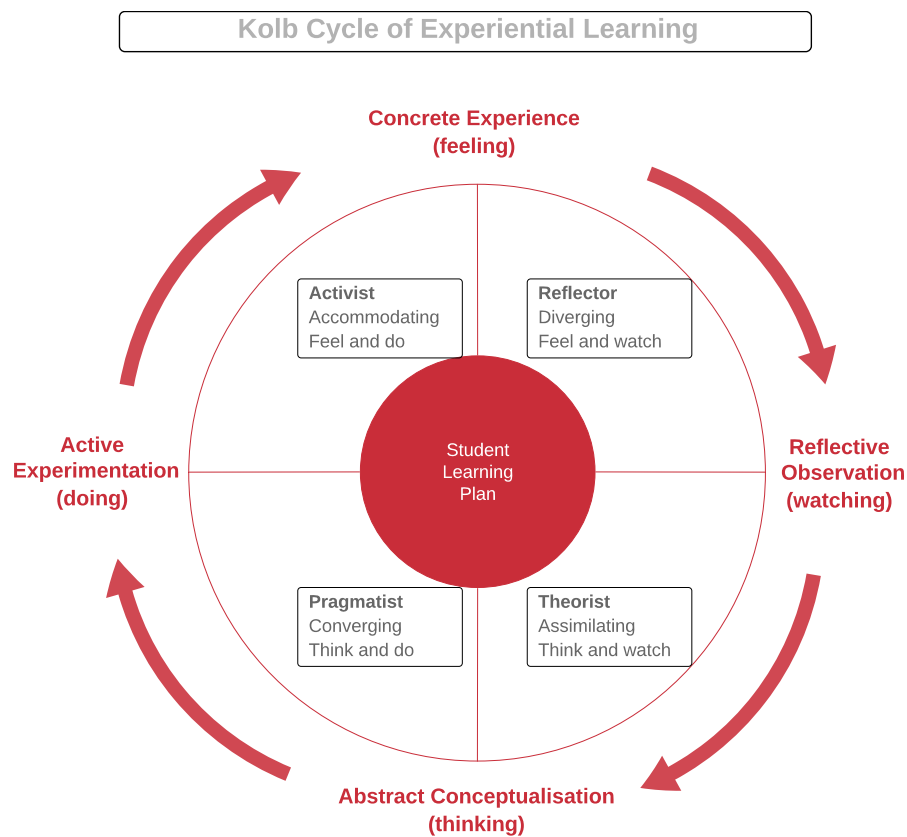 Kolb Cycle of Experiential Learning
Concrete Experience
(feeling)
Activist
Accommodating
Feel and do
Reflector
Diverging
Feel and watch
Active
Experimentation
(doing)
Student
Learning
Plan
Reflective
Observation
(watching)
Pragmatist
Converging
Think and do
Theorist
Assimilating
Think and watch
Abstract Conceptualisation
(thinking)